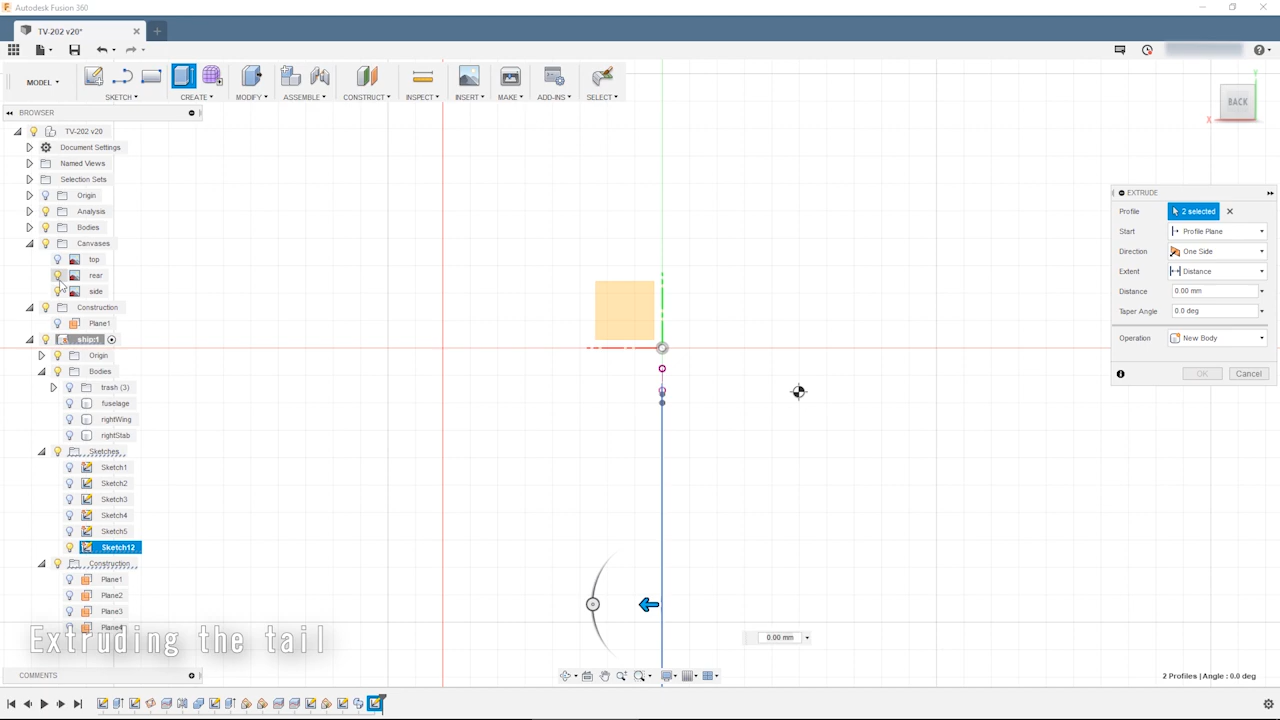 Autodesk Fusion 360
TV-202 v20*
MODEL
SKETCH
CREATE
MODIFY
ASSEMBLE
CONSTRUCT
INSPECT
INSERT
MAKE
ADD-INS
SELECT
BROWSER
TV-202 v20
Document Settings
Named Views
Selection Sets
Origin
Analysis
Bodies
Canvases
top
rear
side
Construction
Plane1
ship:1
Origin
Bodies
trash (3)
fuselage
rightWing
rightStab
Sketches
Sketch1
Sketch2
Sketch3
Sketch4
Sketch5
Sketch12
Construction
Plane1
Plane2
Plane3
Plane4
Extruding the tail
COMMENTS
Y
BACK
X
EXTRUDE
Profile 2 selected
Start Profile Plane
Direction One Side
Extent Distance
Distance 0.00 mm
Taper Angle 0.0 deg
Operation New Body
OK Cancel
0.00 mm
2 Profiles | Angle : 0.0 deg